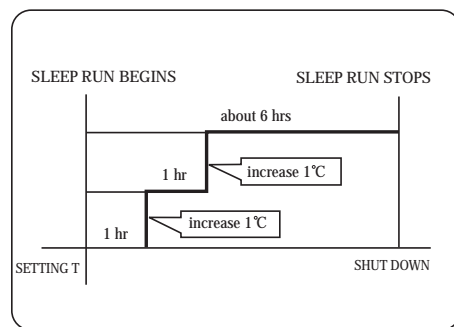 SLEEP RUN BEGINS
SLEEP RUN STOPS
about 6 hrs
1 hr
increase 1℃
1 hr
increase 1℃
SETTING T
SHUT DOWN